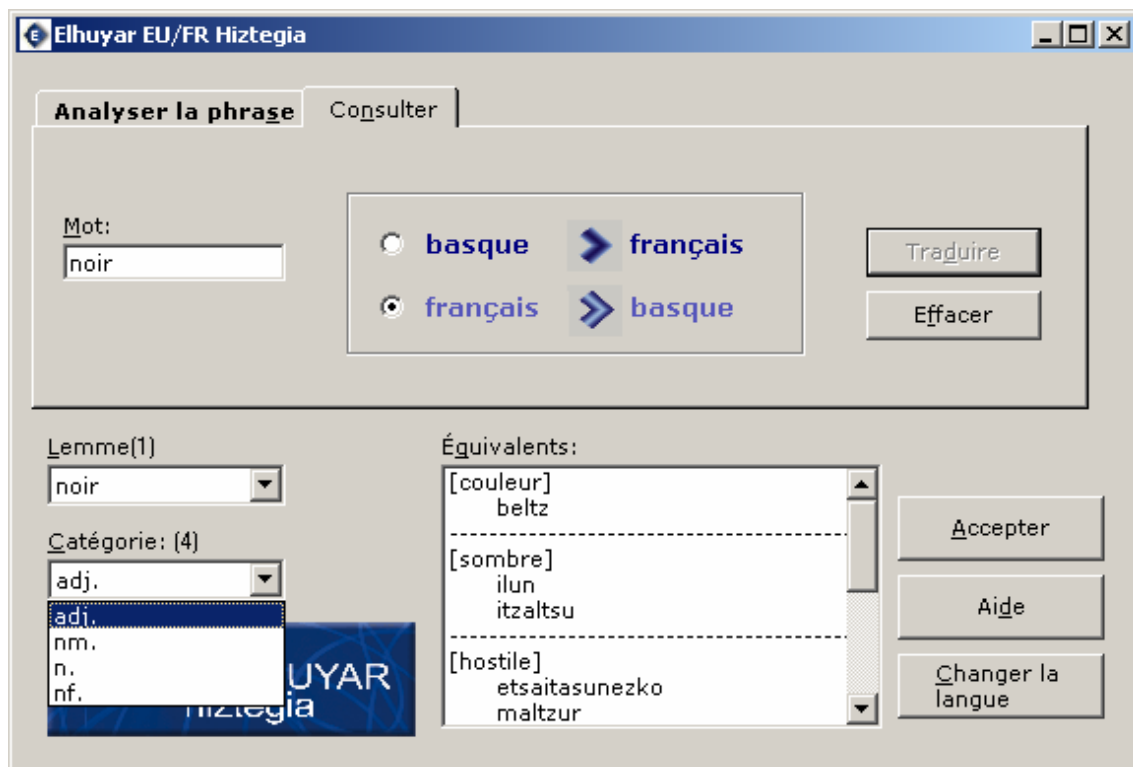 Elhuyar EU/FR Hiztegia
Analyser la phrase
Consulter
Mot:
noir
basque français
français basque
Traduire
Effacer
Lemme(1)
noir
Catégorie: (4)
adj.
adj.
nm.
n.
nf.
UYAR
hiztegia
Équivalents:
[couleur]
beltz
[sombre]
ilun
itzaltsu
[hostile]
etsaitasunezko
maltzur
Accepter
Aide
Changer la
langue